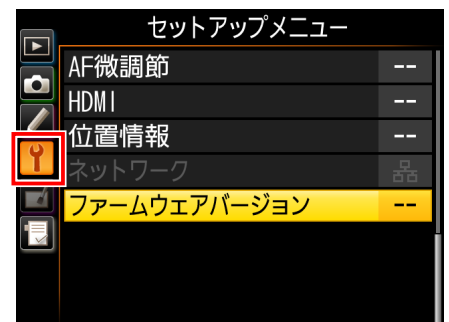 セットアップメニュー
AF微調節 --
HDMI --
位置情報 --
ネットワーク
ファームウェアバージョン --